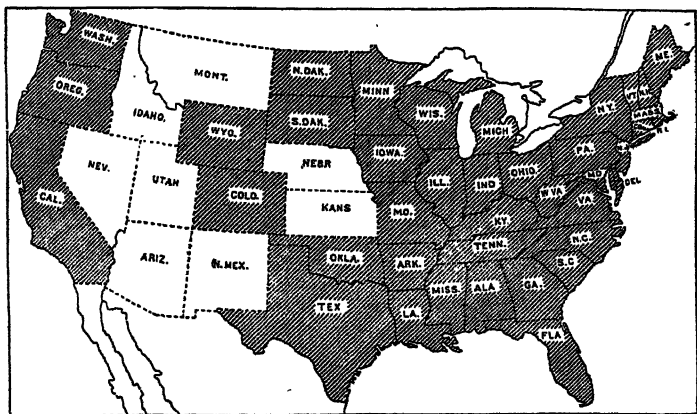 WASH.
MONT.
N.DAK.
MINN
ME.
OREG.
IDAHO.
WYO.
S.DAK.
WIS.
MICH
N.Y.
VT.
N.H.
MASS
R I.
NEV.
UTAH
COLO.
NEBR
IOWA.
ILL.
IND
OHIO.
PA.
N.J.
MD
DEL
CAL.
KANS
MO.
KY.
W.VA.
VA.
ARIZ.
N.MEX.
OKLA.
ARK.
TENN.
N.C.
S.C
TEX
LA.
MISS.
ALA
GA.
FLA